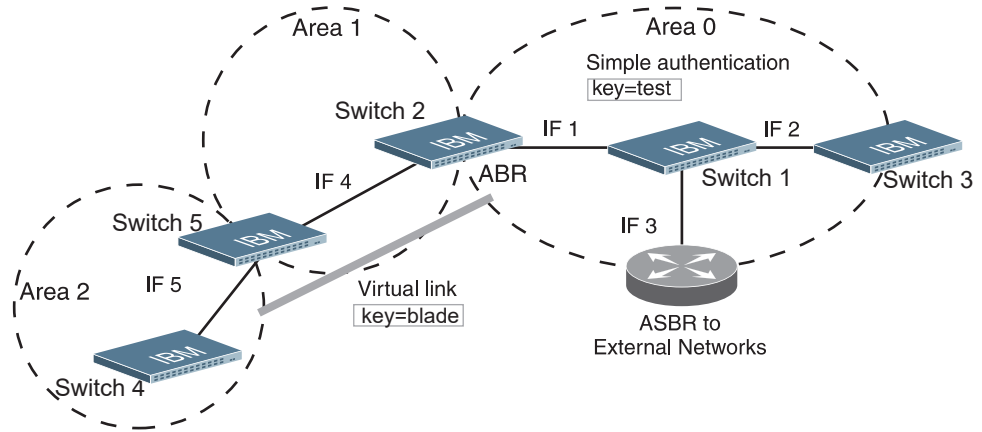 Area 1
Area 0
Simple authentication
key=test
Switch 2
IBM
IF 1
IBM
IF 2
IBM
ABR
Switch 1
Switch 3
IF 4
Switch 5
IBM
IF 3
Area 2
IF 5
Virtual link
key=blade
IBM
Switch 4
ASBR to
External Networks